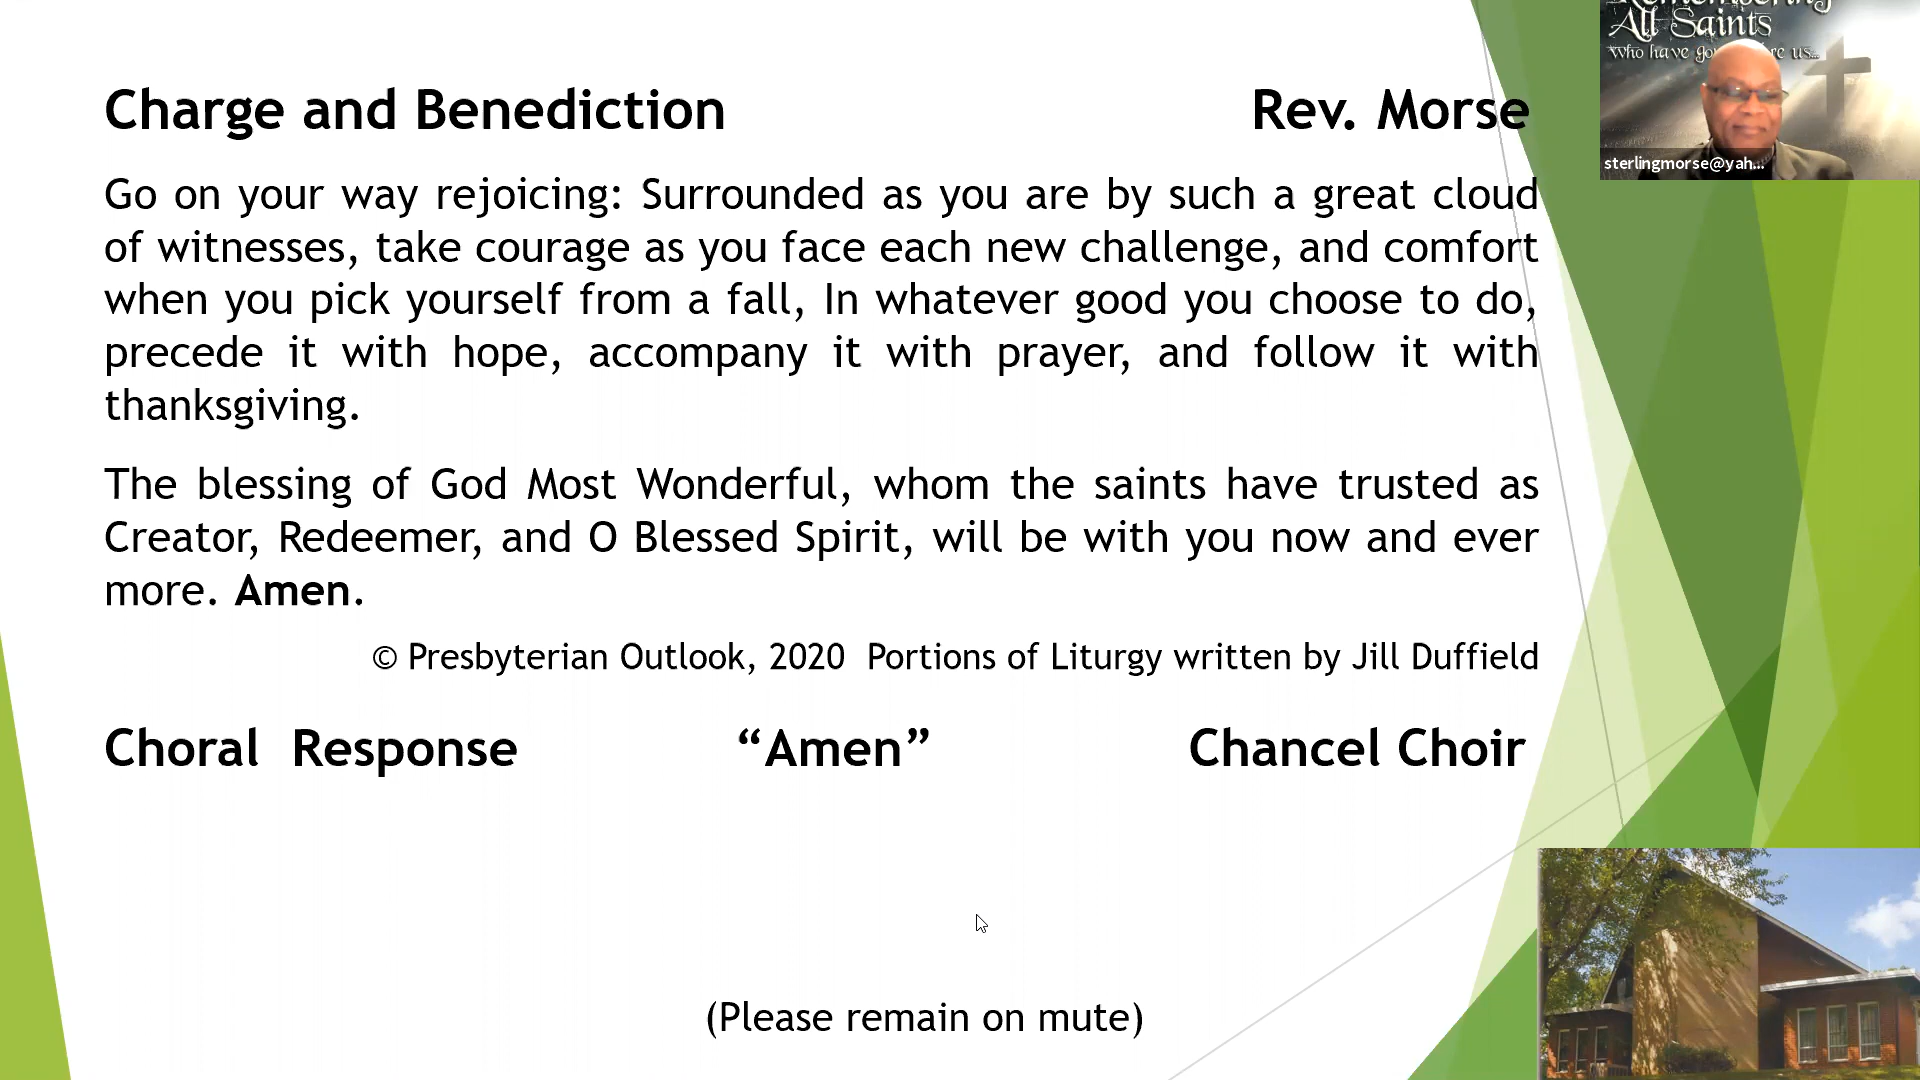 Charge and Benediction Rev. Morse
Go on your way rejoicing: Surrounded as you are by such a great cloud
of witnesses, take courage as you face each new challenge, and comfort
when you pick yourself from a fall, In whatever good you choose to do,
precede it with hope, accompany it with prayer, and follow it with
thanksgiving.
The blessing of God Most Wonderful, whom the saints have trusted as
Creator, Redeemer, and O Blessed Spirit, will be with you now and ever
more. Amen.
© Presbyterian Outlook, 2020 Portions of Liturgy written by Jill Duffield
Choral Response “Amen” Chancel Choir
(Please remain on mute)
Remembering
All Saints
Who have us...
sterlingmorse@yah...